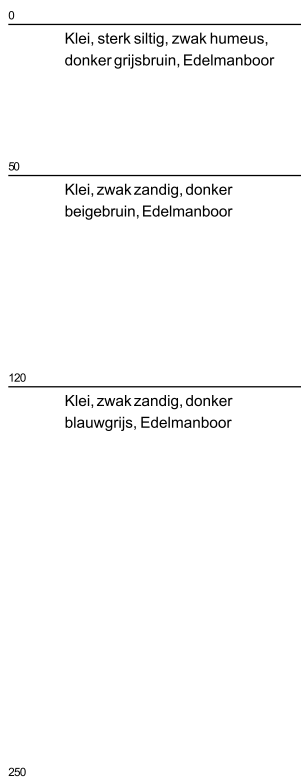 0
Klei, sterk siltig, zwak humeus,
donker grijsbruin, Edelmanboor
50
Klei, zwak zandig, donker
beigebruin, Edelmanboor
120
Klei, zwak zandig, donker
blauwgrijs, Edelmanboor
250